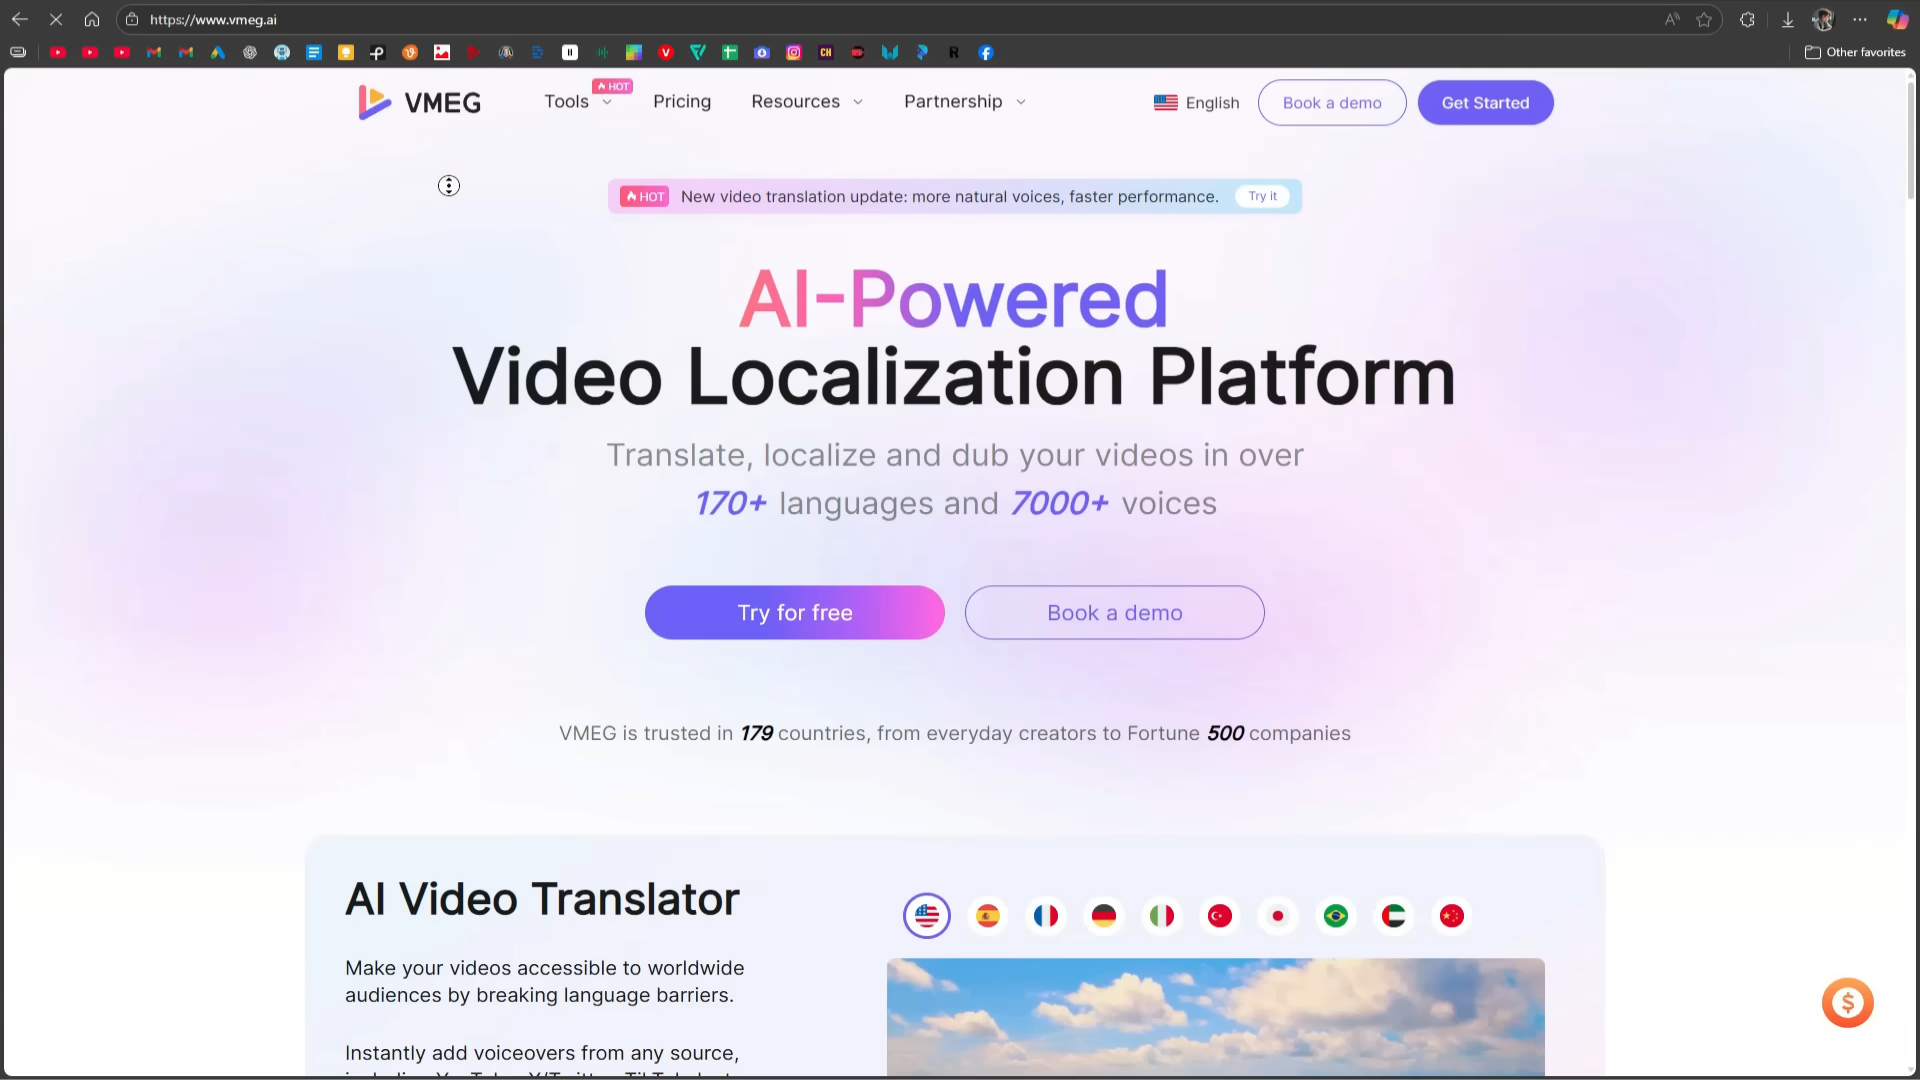 https://www.vmeg.ai
Other favorites
VMEG
Tools
HOT
Pricing
Resources
Partnership
English
Book a demo
Get Started
HOT
New video translation update: more natural voices, faster performance.
Try it
AI-Powered
Video Localization Platform
Translate, localize and dub your videos in over
170+ languages and 7000+ voices
Try for free
Book a demo
VMEG is trusted in 179 countries, from everyday creators to Fortune 500 companies
AI Video Translator
Make your videos accessible to worldwide
audiences by breaking language barriers.
Instantly add voiceovers from any source,